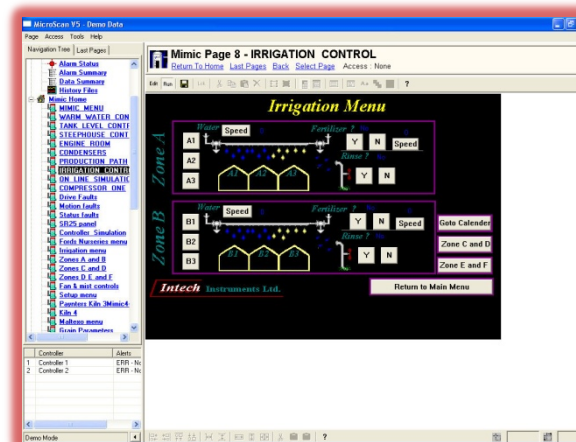 MicroScan V5 - Demo Data
Page Access Tools Help
Navigation Tree Last Pages
Alarm Status
Alarm Summary
Data Summary
History Files
Mimic Home
MIMIC MENU
WARM WATER CON
TANK LEVEL CONTI
STEEPHOUSE CONT
ENGINE ROOM
CONDENSERS
PRODUCTION PATH
IRRIGATION CONTR
ON LINE SIMULATIC
COMPRESSOR ONE
Drive Faults
Motion faults
Status faults
SR25 panel
Controller Simulation
Fords Nurseries menu
Irrigation menu
Zones A and B
Zones C and D
Zones D E and F
Fan & mist controls
Setup menu
Paynters Kiln 3Mimic4-
Kiln 4
Maltexo menu
Grain Parameters
Controller Alerts
1 Controller 1 ERR - No
2 Controller 2 ERR - No
Demo Mode
Mimic Page 8 - IRRIGATION CONTROL
Return To Home Last Pages Back Select Page Access : None
Edit Run
Irrigation Menu
Zone A
Water Speed Fertilizer ?
A1 Y N Speed
A2 Rinse ?
A1 A2 A3 Y N
A3
Zone B
Water Speed Fertilizer ?
B1 Y N Speed
B2 Rinse ?
B1 B2 B3 Y N
B3
Goto Calender
Zone C and D
Zone E and F
Intech Instruments Ltd.
Return to Main Menu